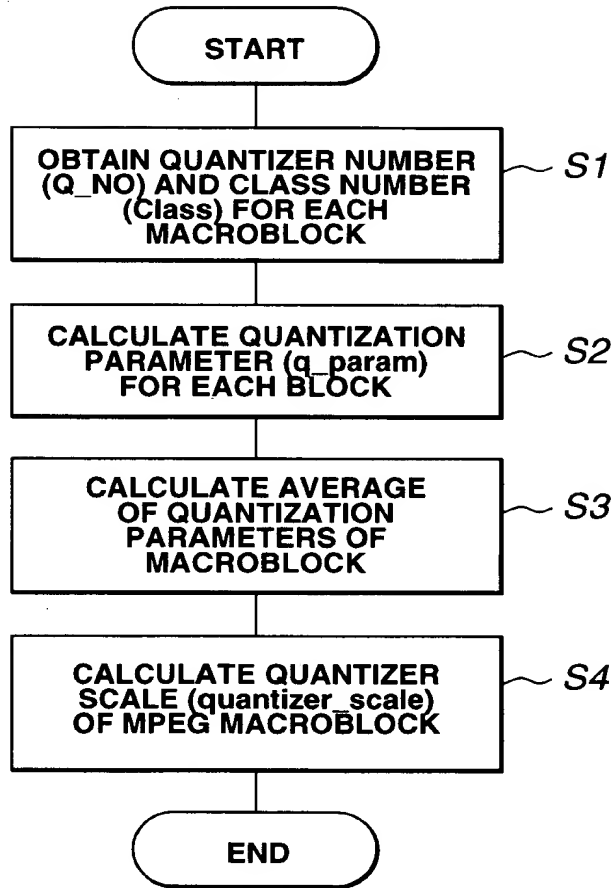 START
OBTAIN QUANTIZER NUMBER
(Q_NO) AND CLASS NUMBER
(Class) FOR EACH
MACROBLOCK
S1
CALCULATE QUANTIZATION
PARAMETER (q_param)
FOR EACH BLOCK
S2
CALCULATE AVERAGE
OF QUANTIZATION
PARAMETERS OF
MACROBLOCK
S3
CALCULATE QUANTIZER
SCALE (quantizer_scale)
OF MPEG MACROBLOCK
S4
END